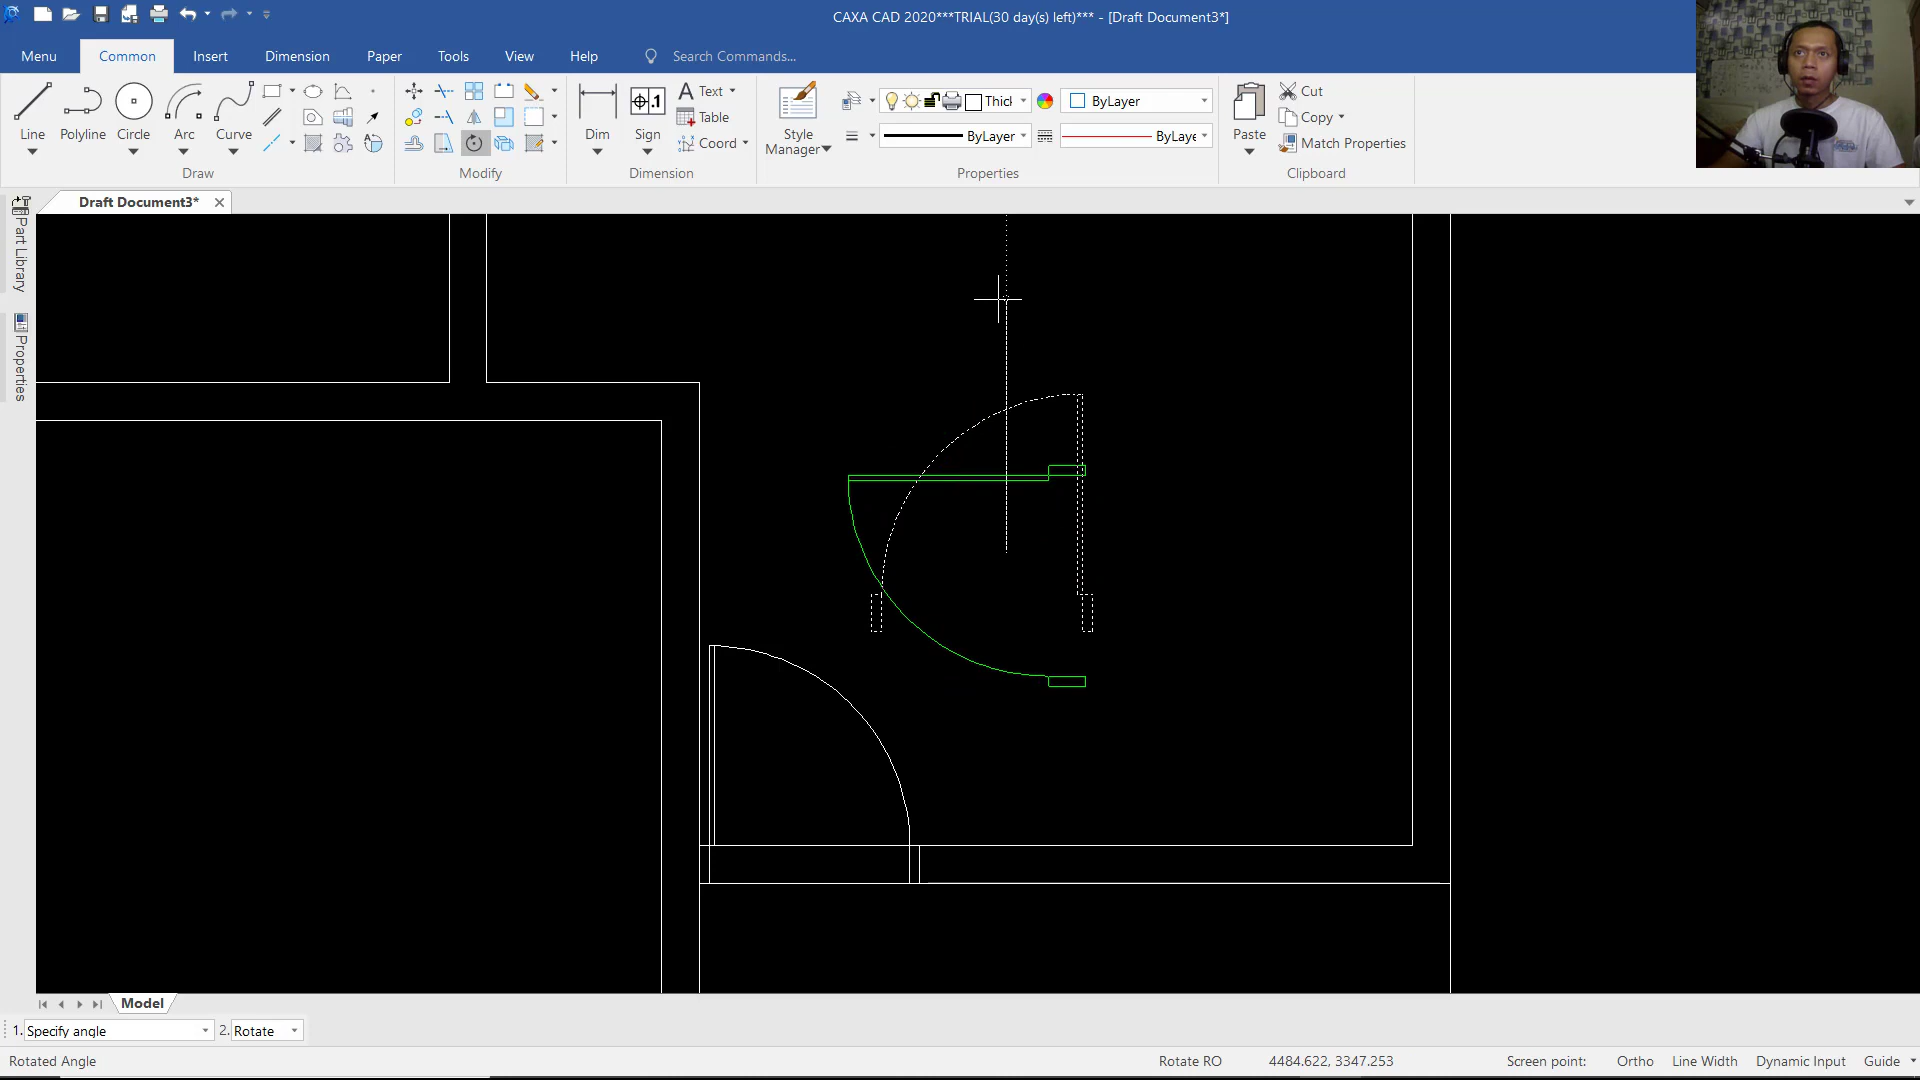 CAXA CAD 2020***TRIAL(30 day(s) left)*** - [Draft Document3*]
Menu
Common
Insert
Dimension
Paper
Tools
View
Help
Search Commands...
Line
Polyline
Circle
Arc
Curve
Draw
Modify
Dim
Sign
.1
Text
Table
Coord
Dimension
Style
Manager
Thick
ByLayer
ByLayer
ByLaye
Properties
Paste
Cut
Copy
Match Properties
Clipboard
Draft Document3*
Part Library
Properties
Model
1. Specify angle
2. Rotate
Rotated Angle
Rotate RO
4484.622, 3347.253
Screen point:
Ortho
Line Width
Dynamic Input
Guide